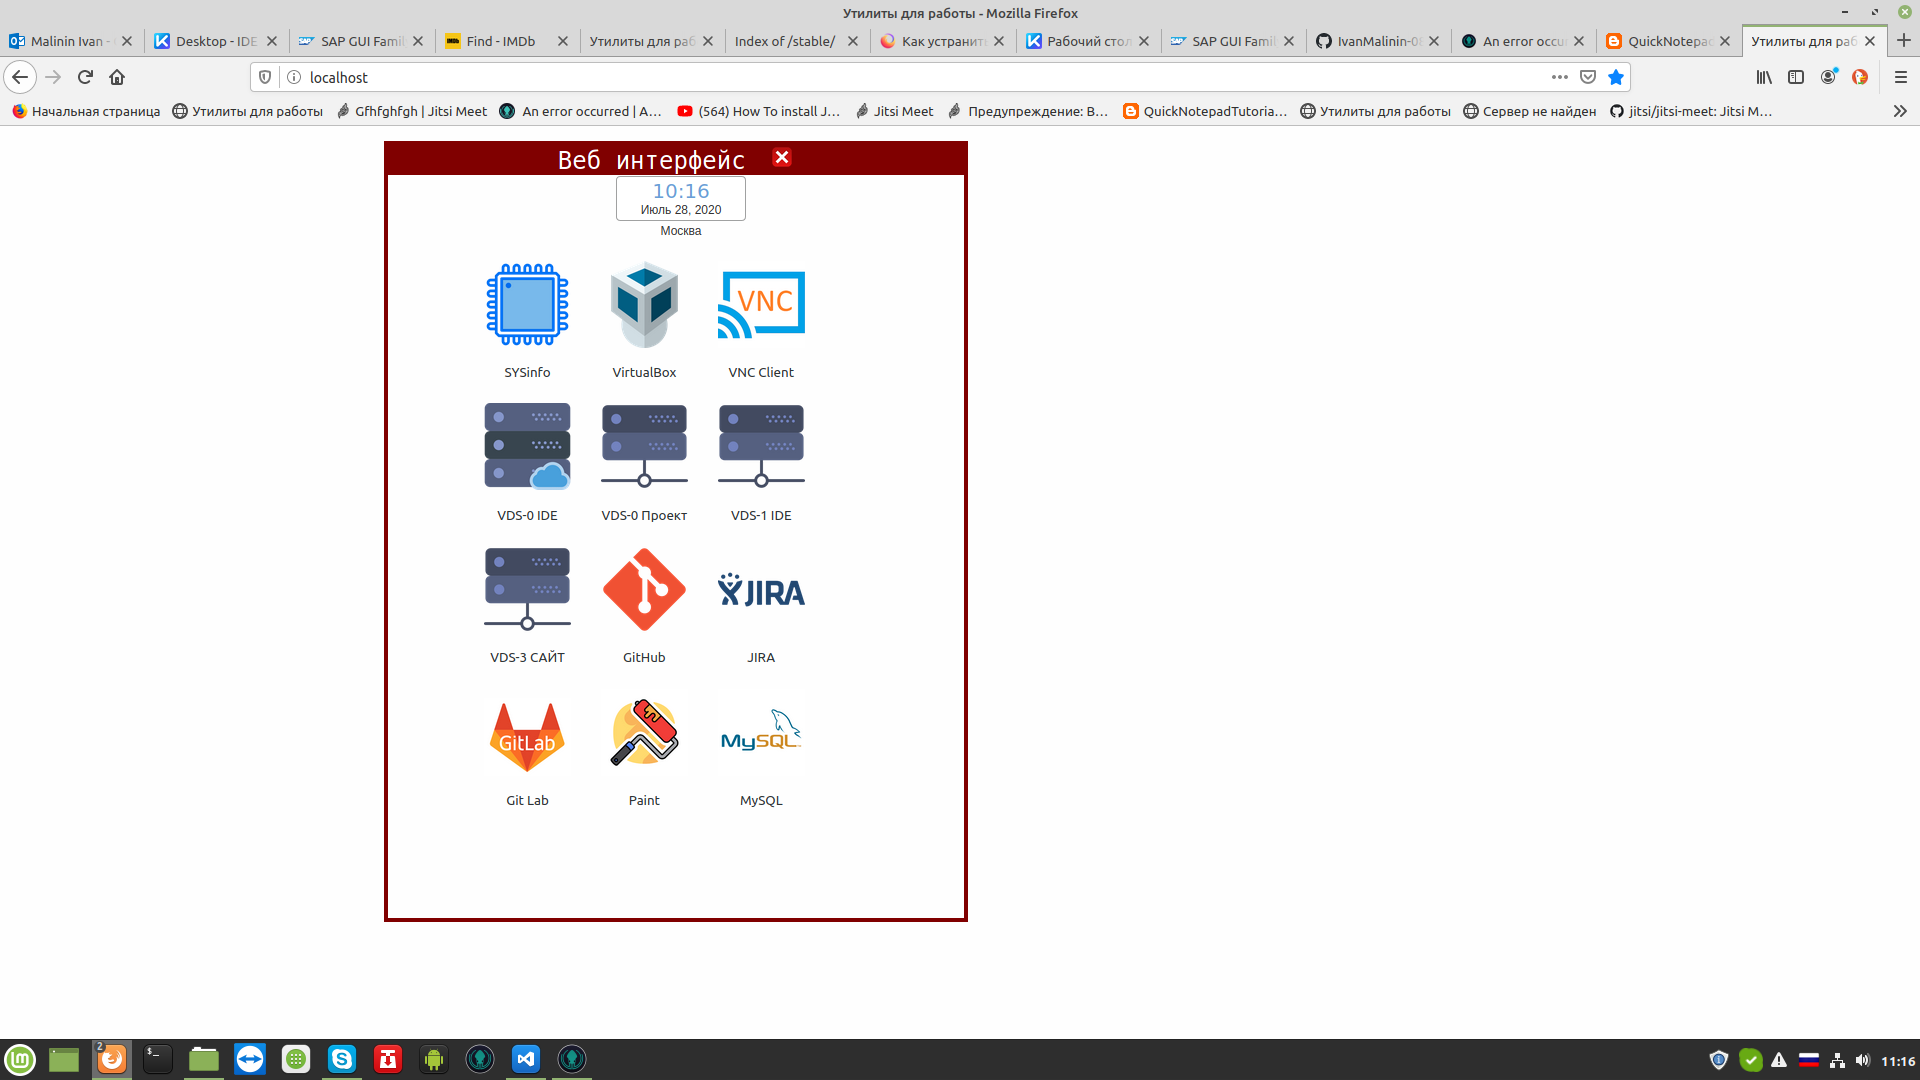 Утилиты для работы - Mozilla Firefox
Malinin Ivan -
Desktop - IDE
SAP GUI Famil
Find - IMDb
Утилиты для раб
Index of /stable/
Как устранить
Рабочий стол
SAP GUI Famil
IvanMalinin-08
An error occur
QuickNotepad
Утилиты для раб
localhost
Начальная страница
Утилиты для работы
Gfhfghfgh | Jitsi Meet
An error occurred | A…
(564) How To install J…
Jitsi Meet
Предупреждение: В…
QuickNotepadTutoria…
Утилиты для работы
Сервер не найден
jitsi/jitsi-meet: Jitsi M…
Веб интерфейс
10:16
Июль 28, 2020
Москва
VNC
SYSinfo
VirtualBox
VNC Client
VDS-0 IDE
VDS-0 Проект
VDS-1 IDE
JIRA
VDS-3 САЙТ
GitHub
JIRA
GitLab
MySQL
Git Lab
Paint
MySQL
2
11:16